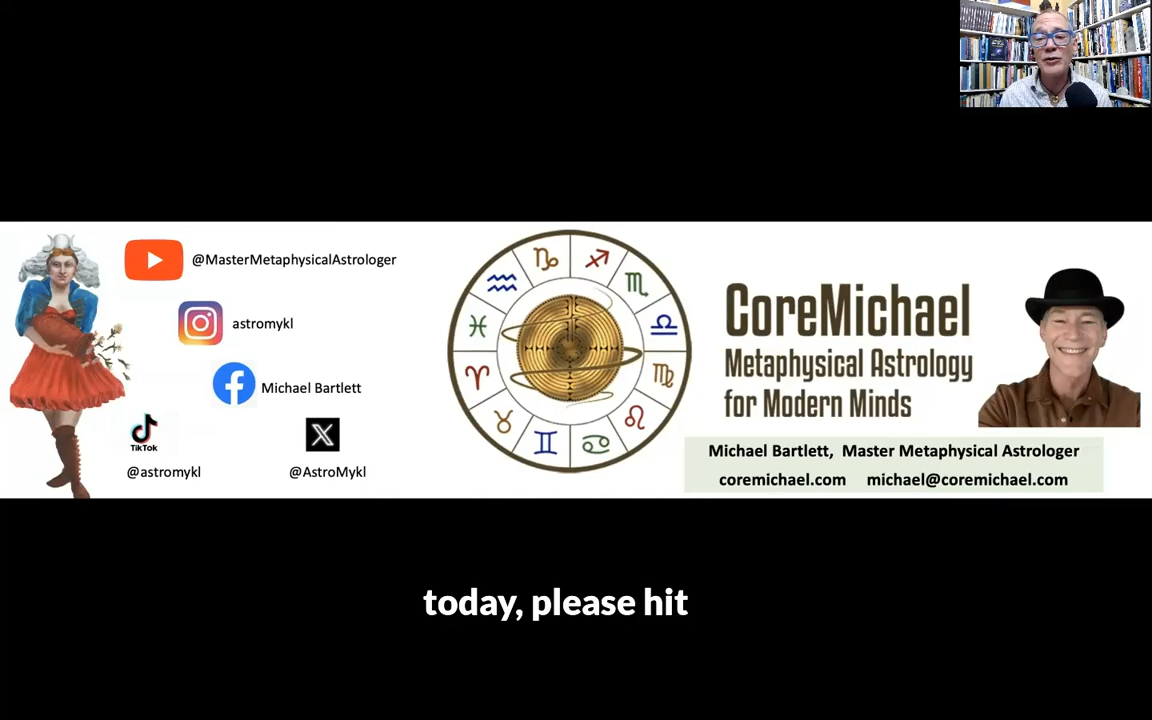 @MasterMetaphysicalAstrologer
astromykl
Michael Bartlett
TikTok
@astromykl
@AstroMykl
CoreMichael
Metaphysical Astrology
for Modern Minds
Michael Bartlett, Master Metaphysical Astrologer
coremichael.com michael@coremichael.com
today, please hit